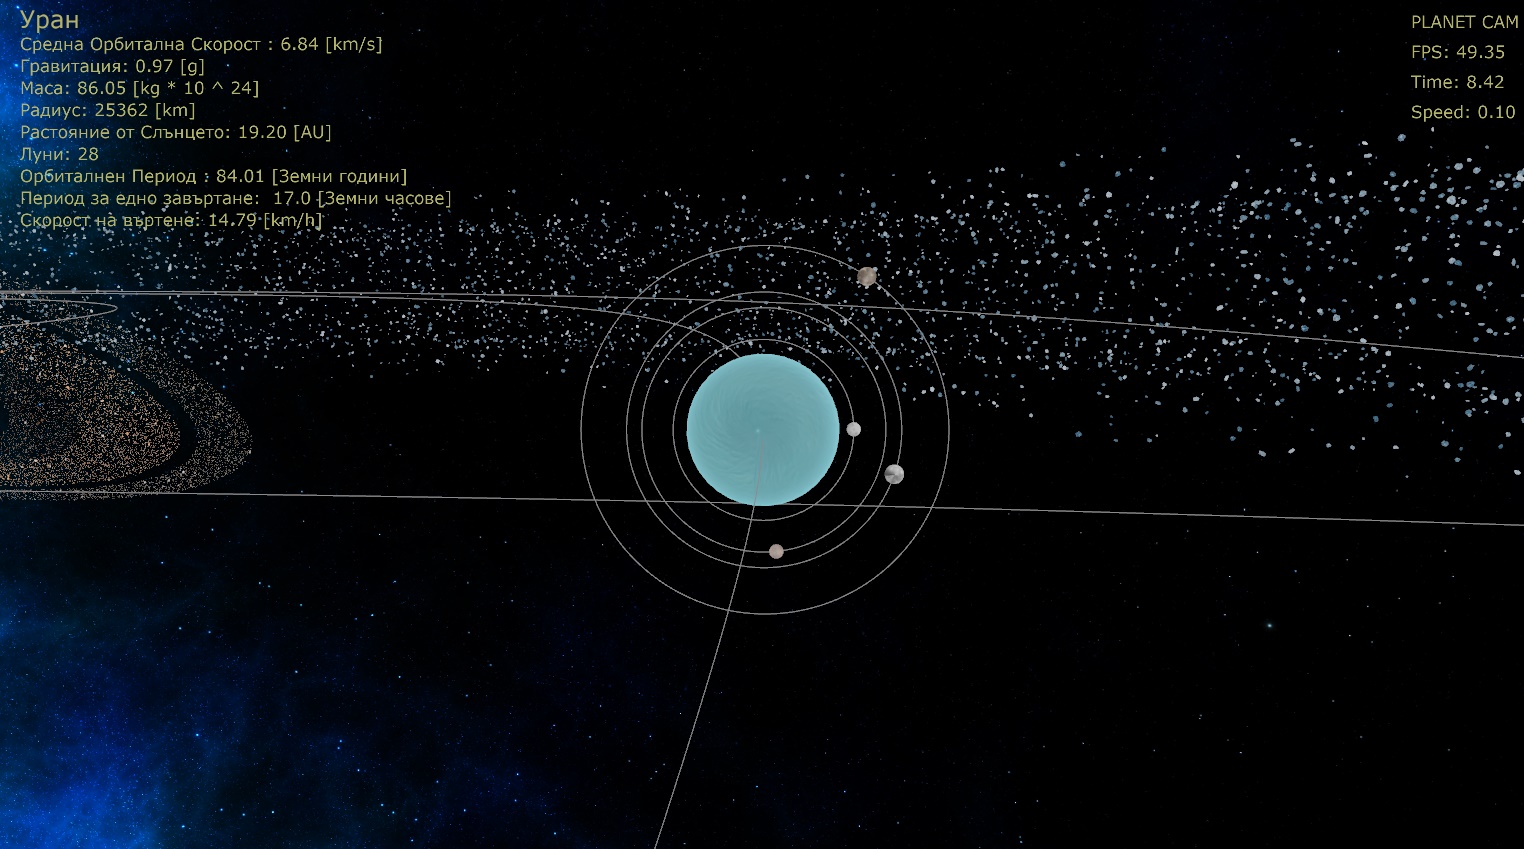 Уран
Средна Орбитална Скорост : 6.84 [km/s]
Гравитация: 0.97 [g]
Маса: 86.05 [kg * 10 ^ 24]
Радиус: 25362 [km]
Растояние от Слънцето: 19.20 [AU]
Луни: 28
Орбиталнен Период : 84.01 [Земни години]
Период за едно завъртане:  17.0 [Земни часове]
Скорост на въртене: 14.79 [km/h]
PLANET CAM
FPS: 49.35
Time: 8.42
Speed: 0.10